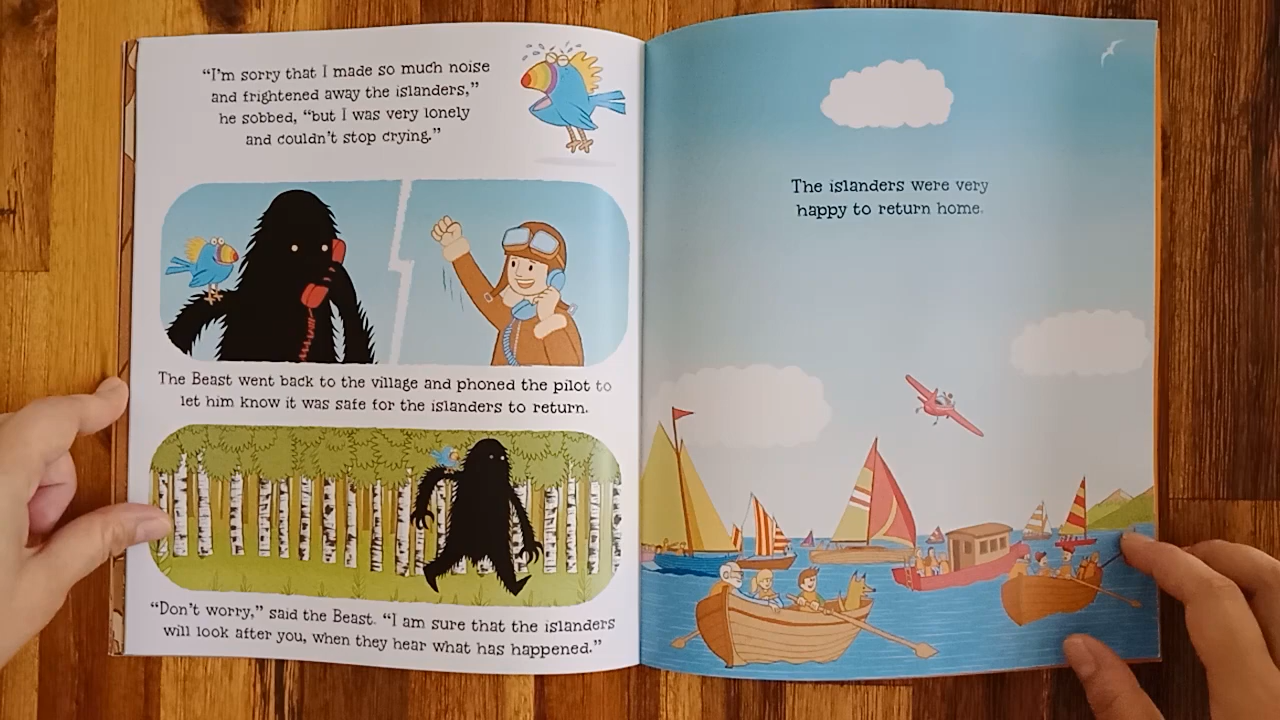 “I’m sorry that I made so much noise
and frightened away the islanders,”
he sobbed, “but I was very lonely
and couldn’t stop crying.”
The Beast went back to the village and phoned the pilot to
let him know it was safe for the islanders to return.
“Don’t worry,” said the Beast. “I am sure that the islanders
will look after you, when they hear what has happened.”
The islanders were very
happy to return home.